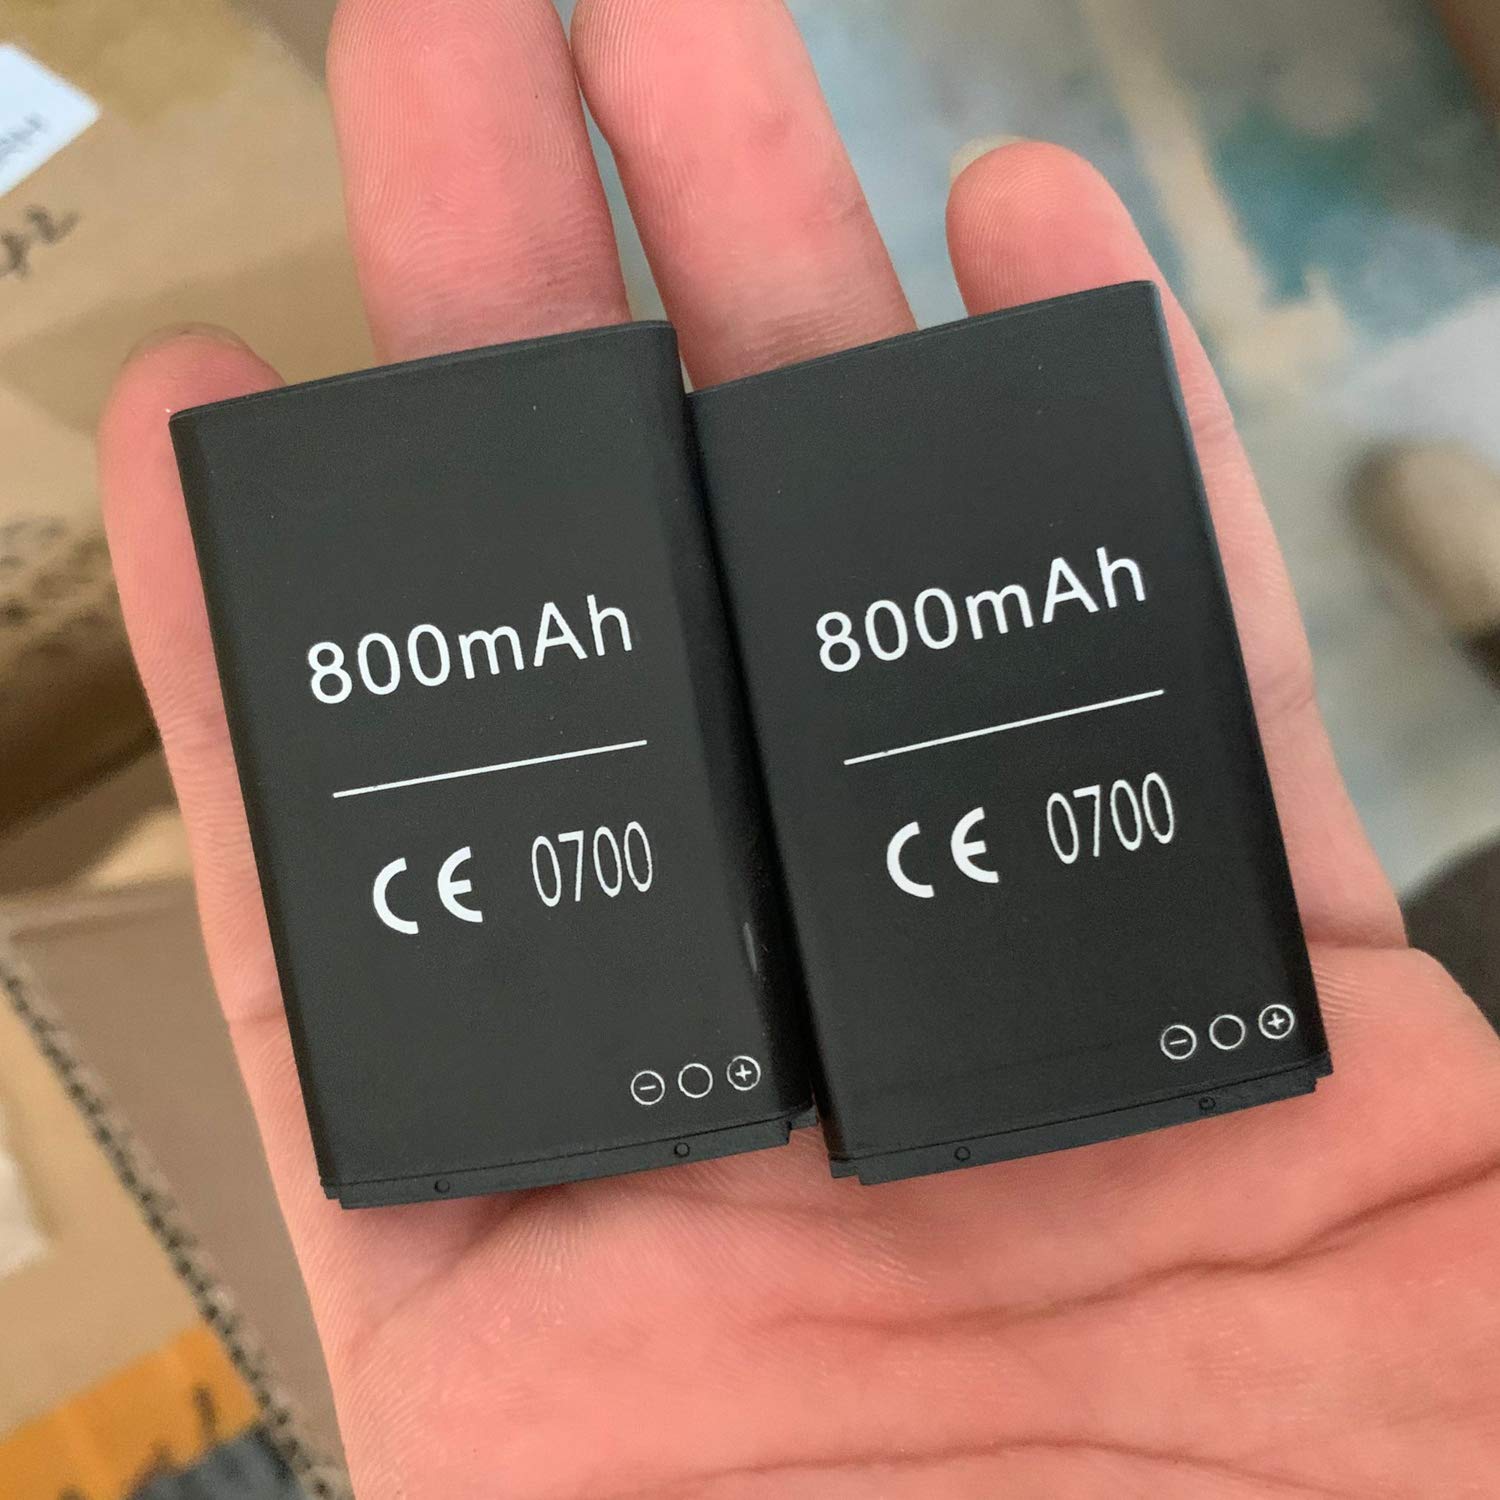 800mAh
CE 0700
⊖ ○ ⊕
800mAh
CE 0700
⊖ ○ ⊕